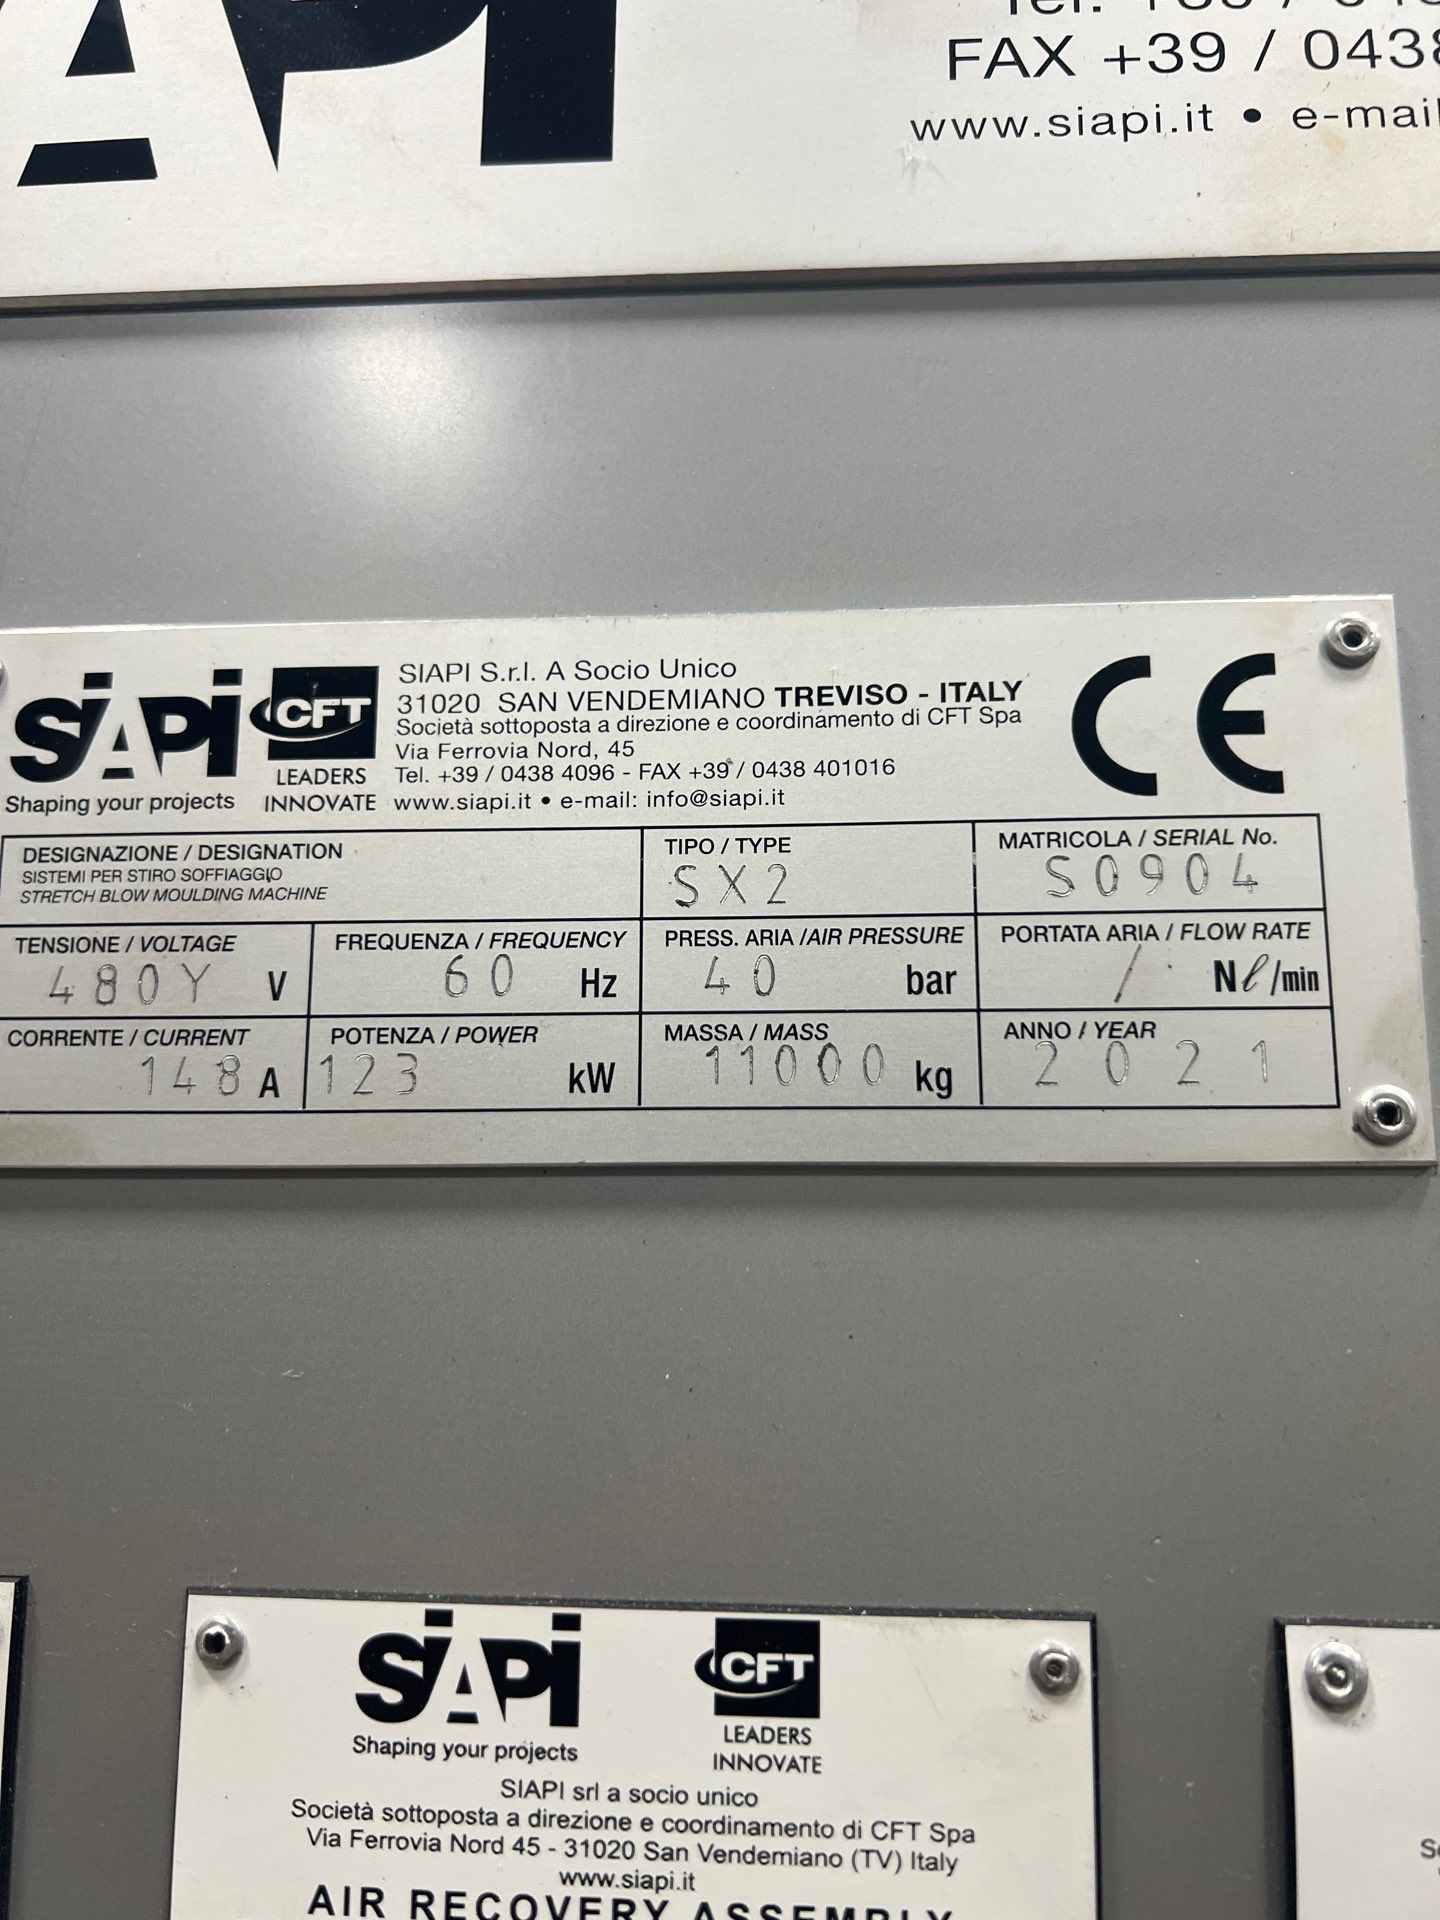 SIAPI
FAX +39 / 0438
www.siapi.it • e-mail
SIAPI CFT
LEADERS
INNOVATE
Shaping your projects
SIAPI S.r.l. A Socio Unico
31020 SAN VENDEMIANO TREVISO - ITALY
Società sottoposta a direzione e coordinamento di CFT Spa
Via Ferrovia Nord, 45
Tel. +39 / 0438 4096 - FAX +39 / 0438 401016
www.siapi.it • e-mail: info@siapi.it
CE
DESIGNAZIONE / DESIGNATION
SISTEMI PER STIRO SOFFIAGGIO
STRETCH BLOW MOULDING MACHINE
TIPO / TYPE
SX2
MATRICOLA / SERIAL No.
S0904
TENSIONE / VOLTAGE
480Y V
FREQUENZA / FREQUENCY
60 Hz
PRESS. ARIA /AIR PRESSURE
40 bar
PORTATA ARIA / FLOW RATE
/ Nℓ/min
CORRENTE / CURRENT
148 A
POTENZA / POWER
123 kW
MASSA / MASS
11000 kg
ANNO / YEAR
2021
SIAPI
Shaping your projects
CFT
LEADERS
INNOVATE
SIAPI srl a socio unico
Società sottoposta a direzione e coordinamento di CFT Spa
Via Ferrovia Nord 45 - 31020 San Vendemiano (TV) Italy
www.siapi.it
AIR RECOVERY ASSEMBLY